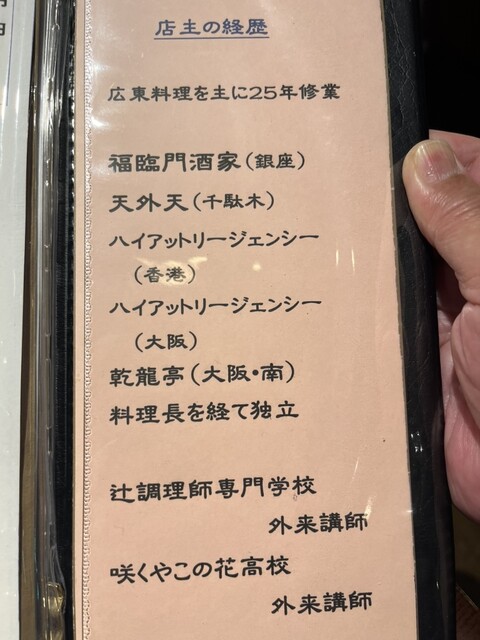 円
円
店主の経歴
広東料理を主に25年修業
福臨門酒家(銀座)
天外天(千駄木)
ハイアットリージェンシー
(香港)
ハイアットリージェンシー
(大阪)
乾龍亭(大阪・南)
料理長を経て独立
辻調理師専門学校
外来講師
咲くやこの花高校
外来講師